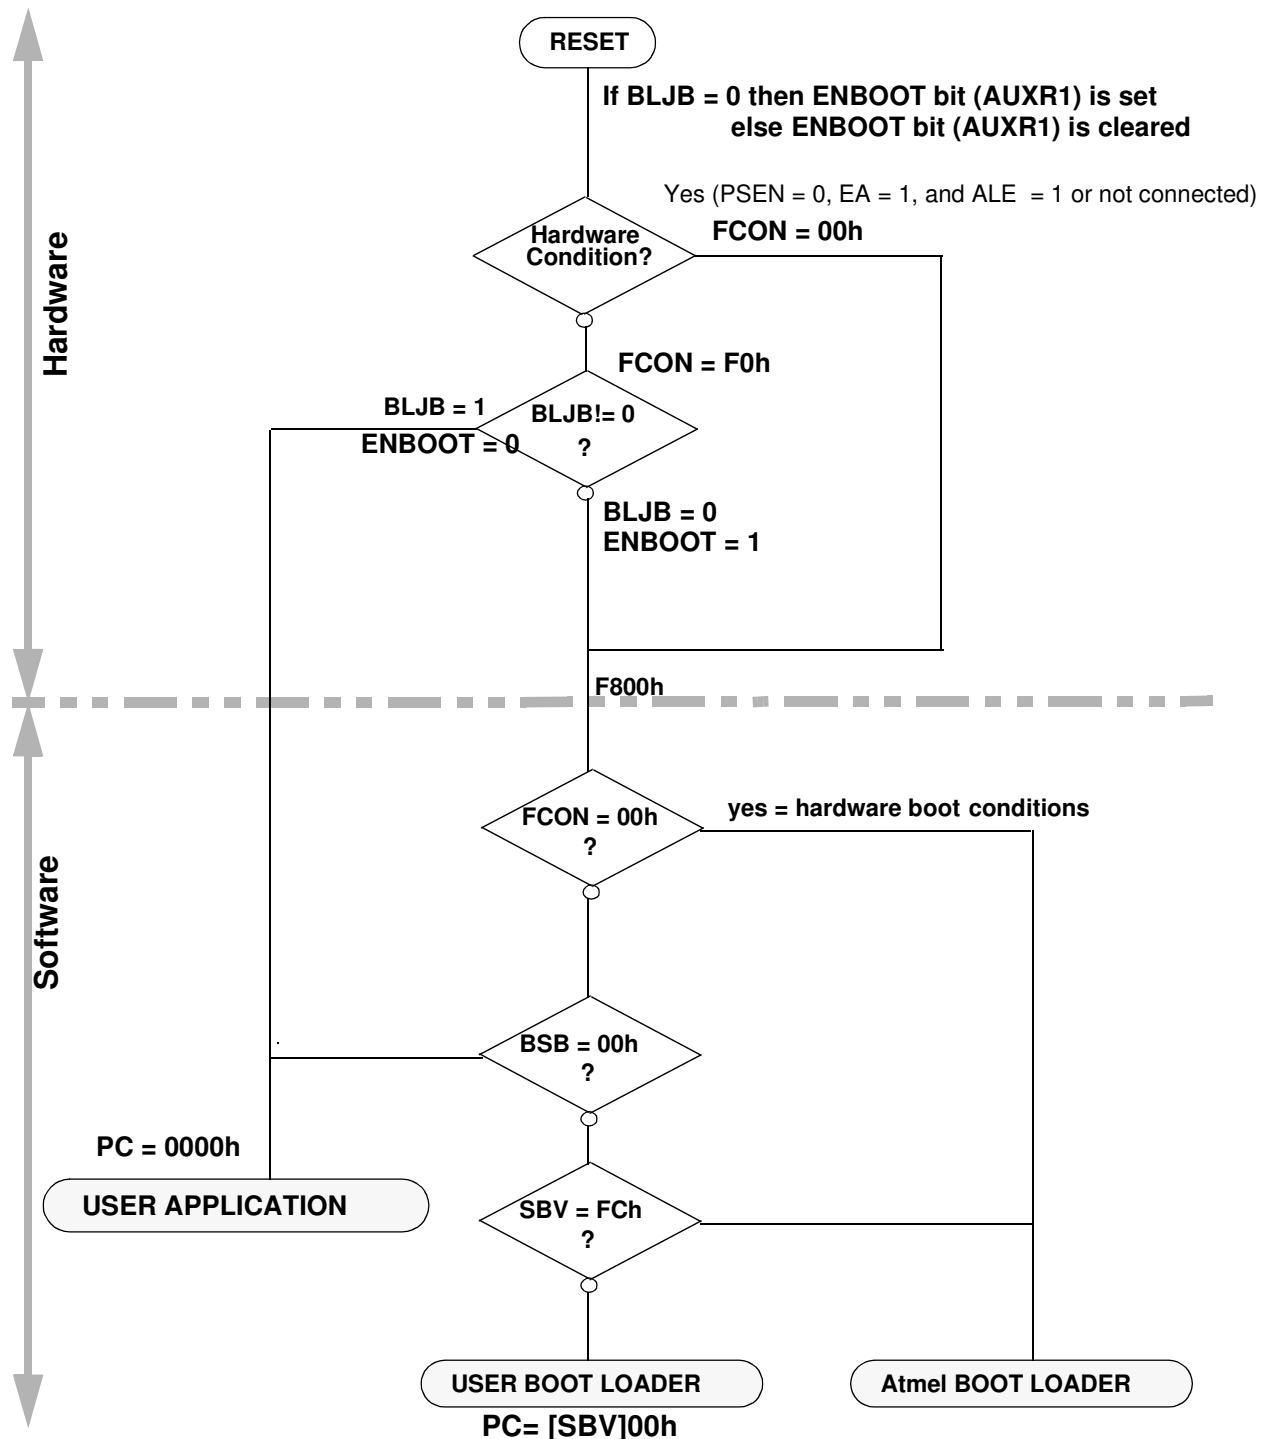 RESET
If BLJB = 0 then ENBOOT bit (AUXR1) is set
else ENBOOT bit (AUXR1) is cleared
Yes (PSEN = 0, EA = 1, and ALE = 1 or not connected)
FCON = 00h
Hardware
Condition?
Hardware
FCON = F0h
BLJB = 1
ENBOOT = 0
BLJB!= 0
?
BLJB = 0
ENBOOT = 1
F800h
FCON = 00h
?
yes = hardware boot conditions
Software
BSB = 00h
?
PC = 0000h
USER APPLICATION
SBV = FCh
?
USER BOOT LOADER
PC= [SBV]00h
Atmel BOOT LOADER